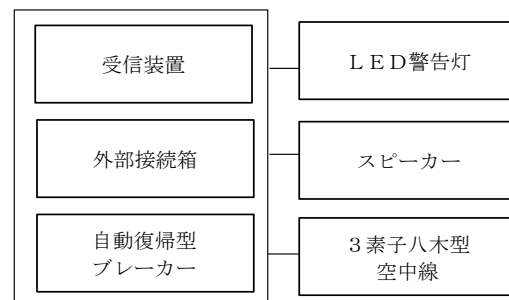 受信装置
外部接続箱
自動復帰型
ブレーカー
ＬＥＤ警告灯
スピーカー
３素子八木型
空中線